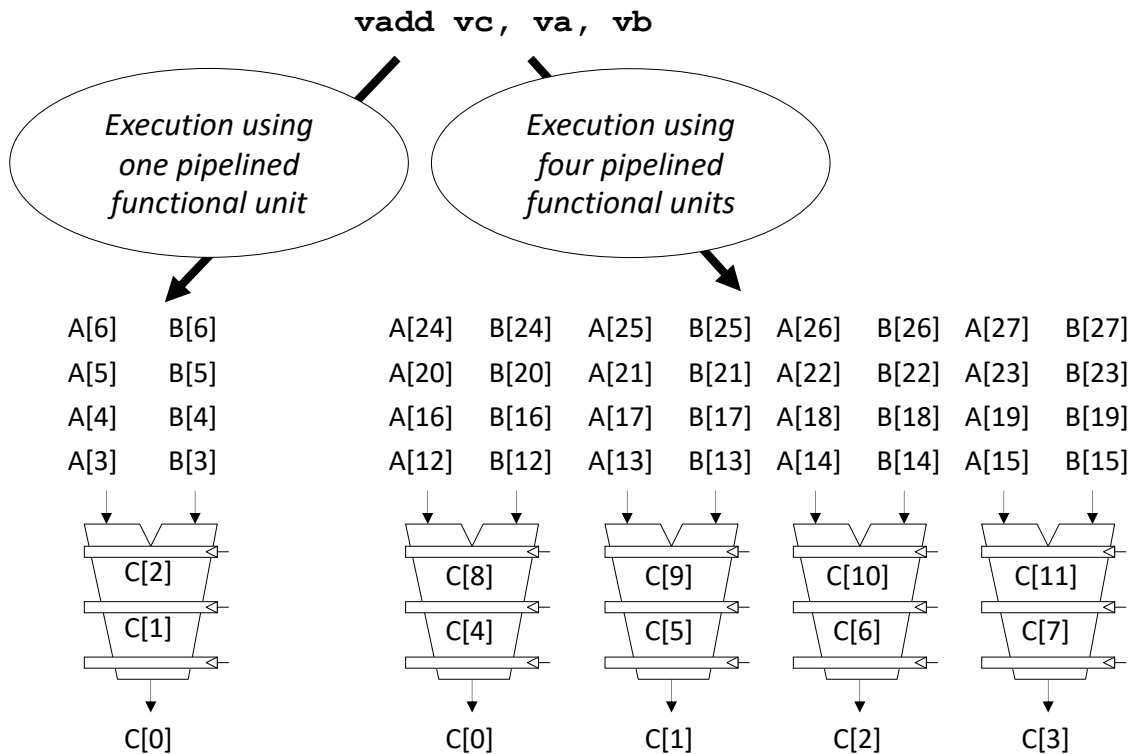 vadd vc, va, vb
Execution using
one pipelined
functional unit
Execution using
four pipelined
functional units
A[6] B[6] A[24] B[24] A[25] B[25] A[26] B[26] A[27] B[27]
A[5] B[5] A[20] B[20] A[21] B[21] A[22] B[22] A[23] B[23]
A[4] B[4] A[16] B[16] A[17] B[17] A[18] B[18] A[19] B[19]
A[3] B[3] A[12] B[12] A[13] B[13] A[14] B[14] A[15] B[15]
C[2] C[8] C[9] C[10] C[11]
C[1] C[4] C[5] C[6] C[7]
C[0] C[0] C[1] C[2] C[3]